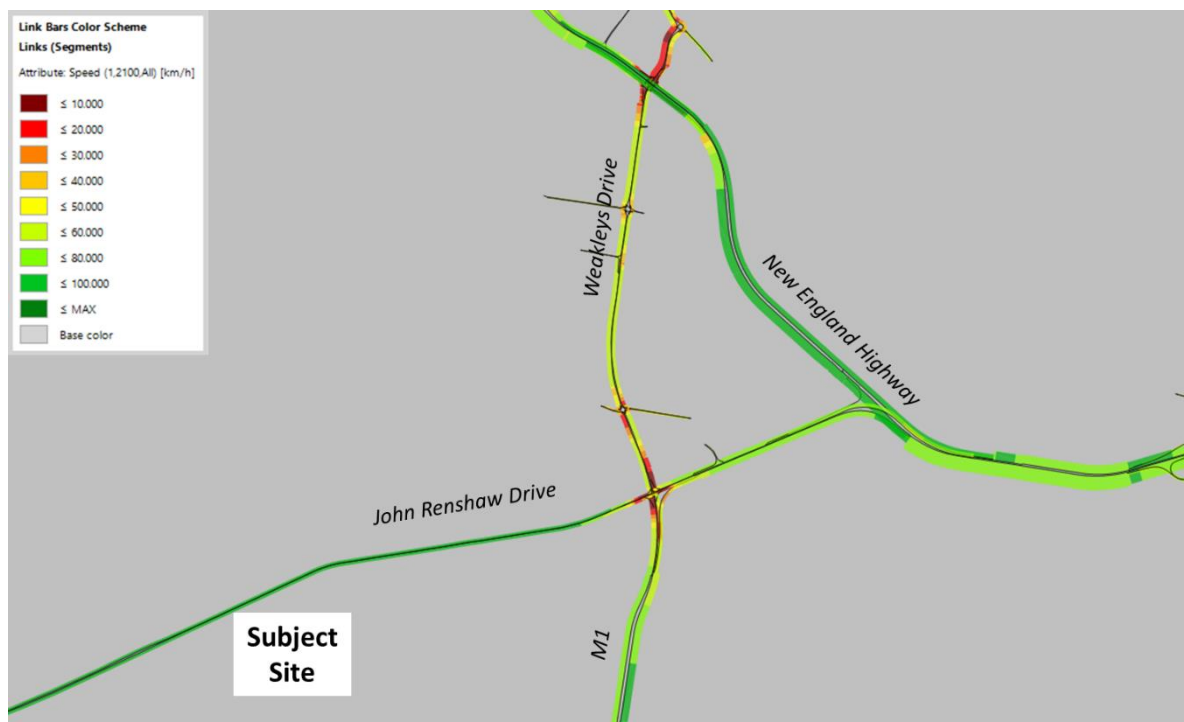 Link Bars Color Scheme
Links (Segments)
Attribute: Speed (1,2100,All) [km/h]
≤ 10.000
≤ 20.000
≤ 30.000
≤ 40.000
≤ 50.000
≤ 60.000
≤ 80.000
≤ 100.000
≤ MAX
Base color
Weakleys Drive
New England Highway
John Renshaw Drive
Subject
Site
M1